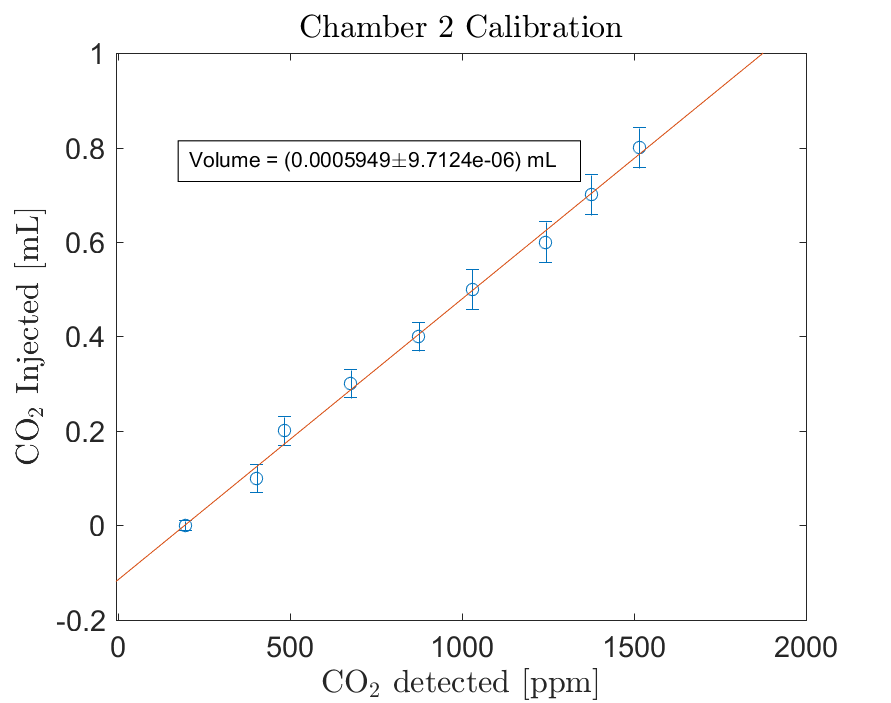 Chamber 2 Calibration
1
0.8
0.6
0.4
0.2
0
-0.2
CO₂ Injected [mL]
Volume = (0.0005949±9.7124e-06) mL
0 500 1000 1500 2000
CO₂ detected [ppm]